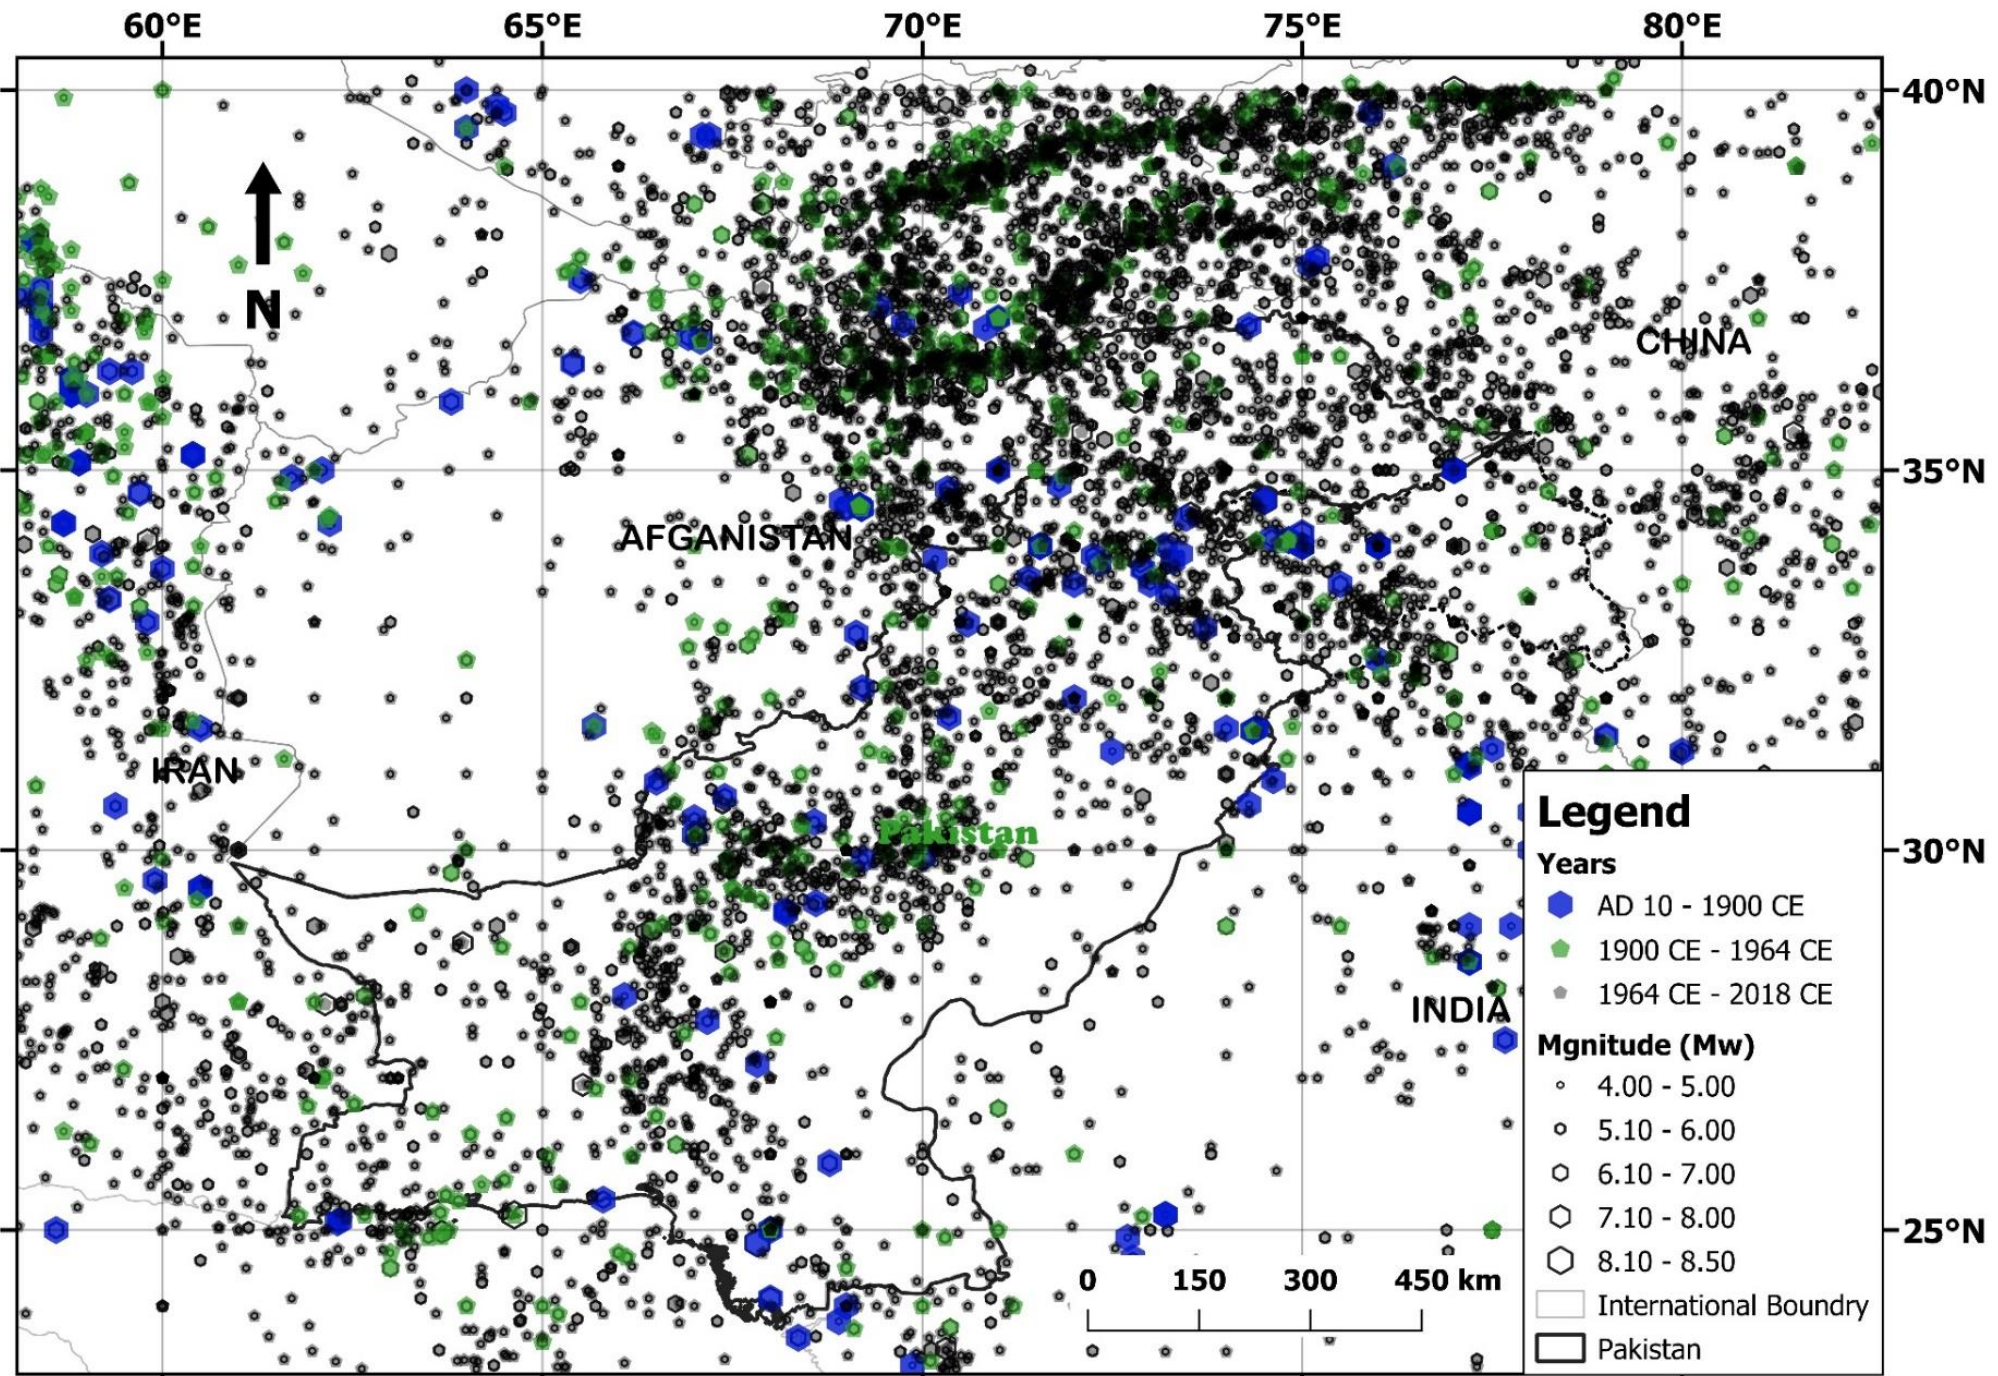 60°E 65°E 70°E 75°E 80°E
40°N
N
CHINA
35°N
AFGANISTAN
IRAN
Pakistan
30°N
INDIA
25°N
0 150 300 450 km
Legend
Years
AD 10 - 1900 CE
1900 CE - 1964 CE
1964 CE - 2018 CE
Mgnitude (Mw)
4.00 - 5.00
5.10 - 6.00
6.10 - 7.00
7.10 - 8.00
8.10 - 8.50
International Boundry
Pakistan